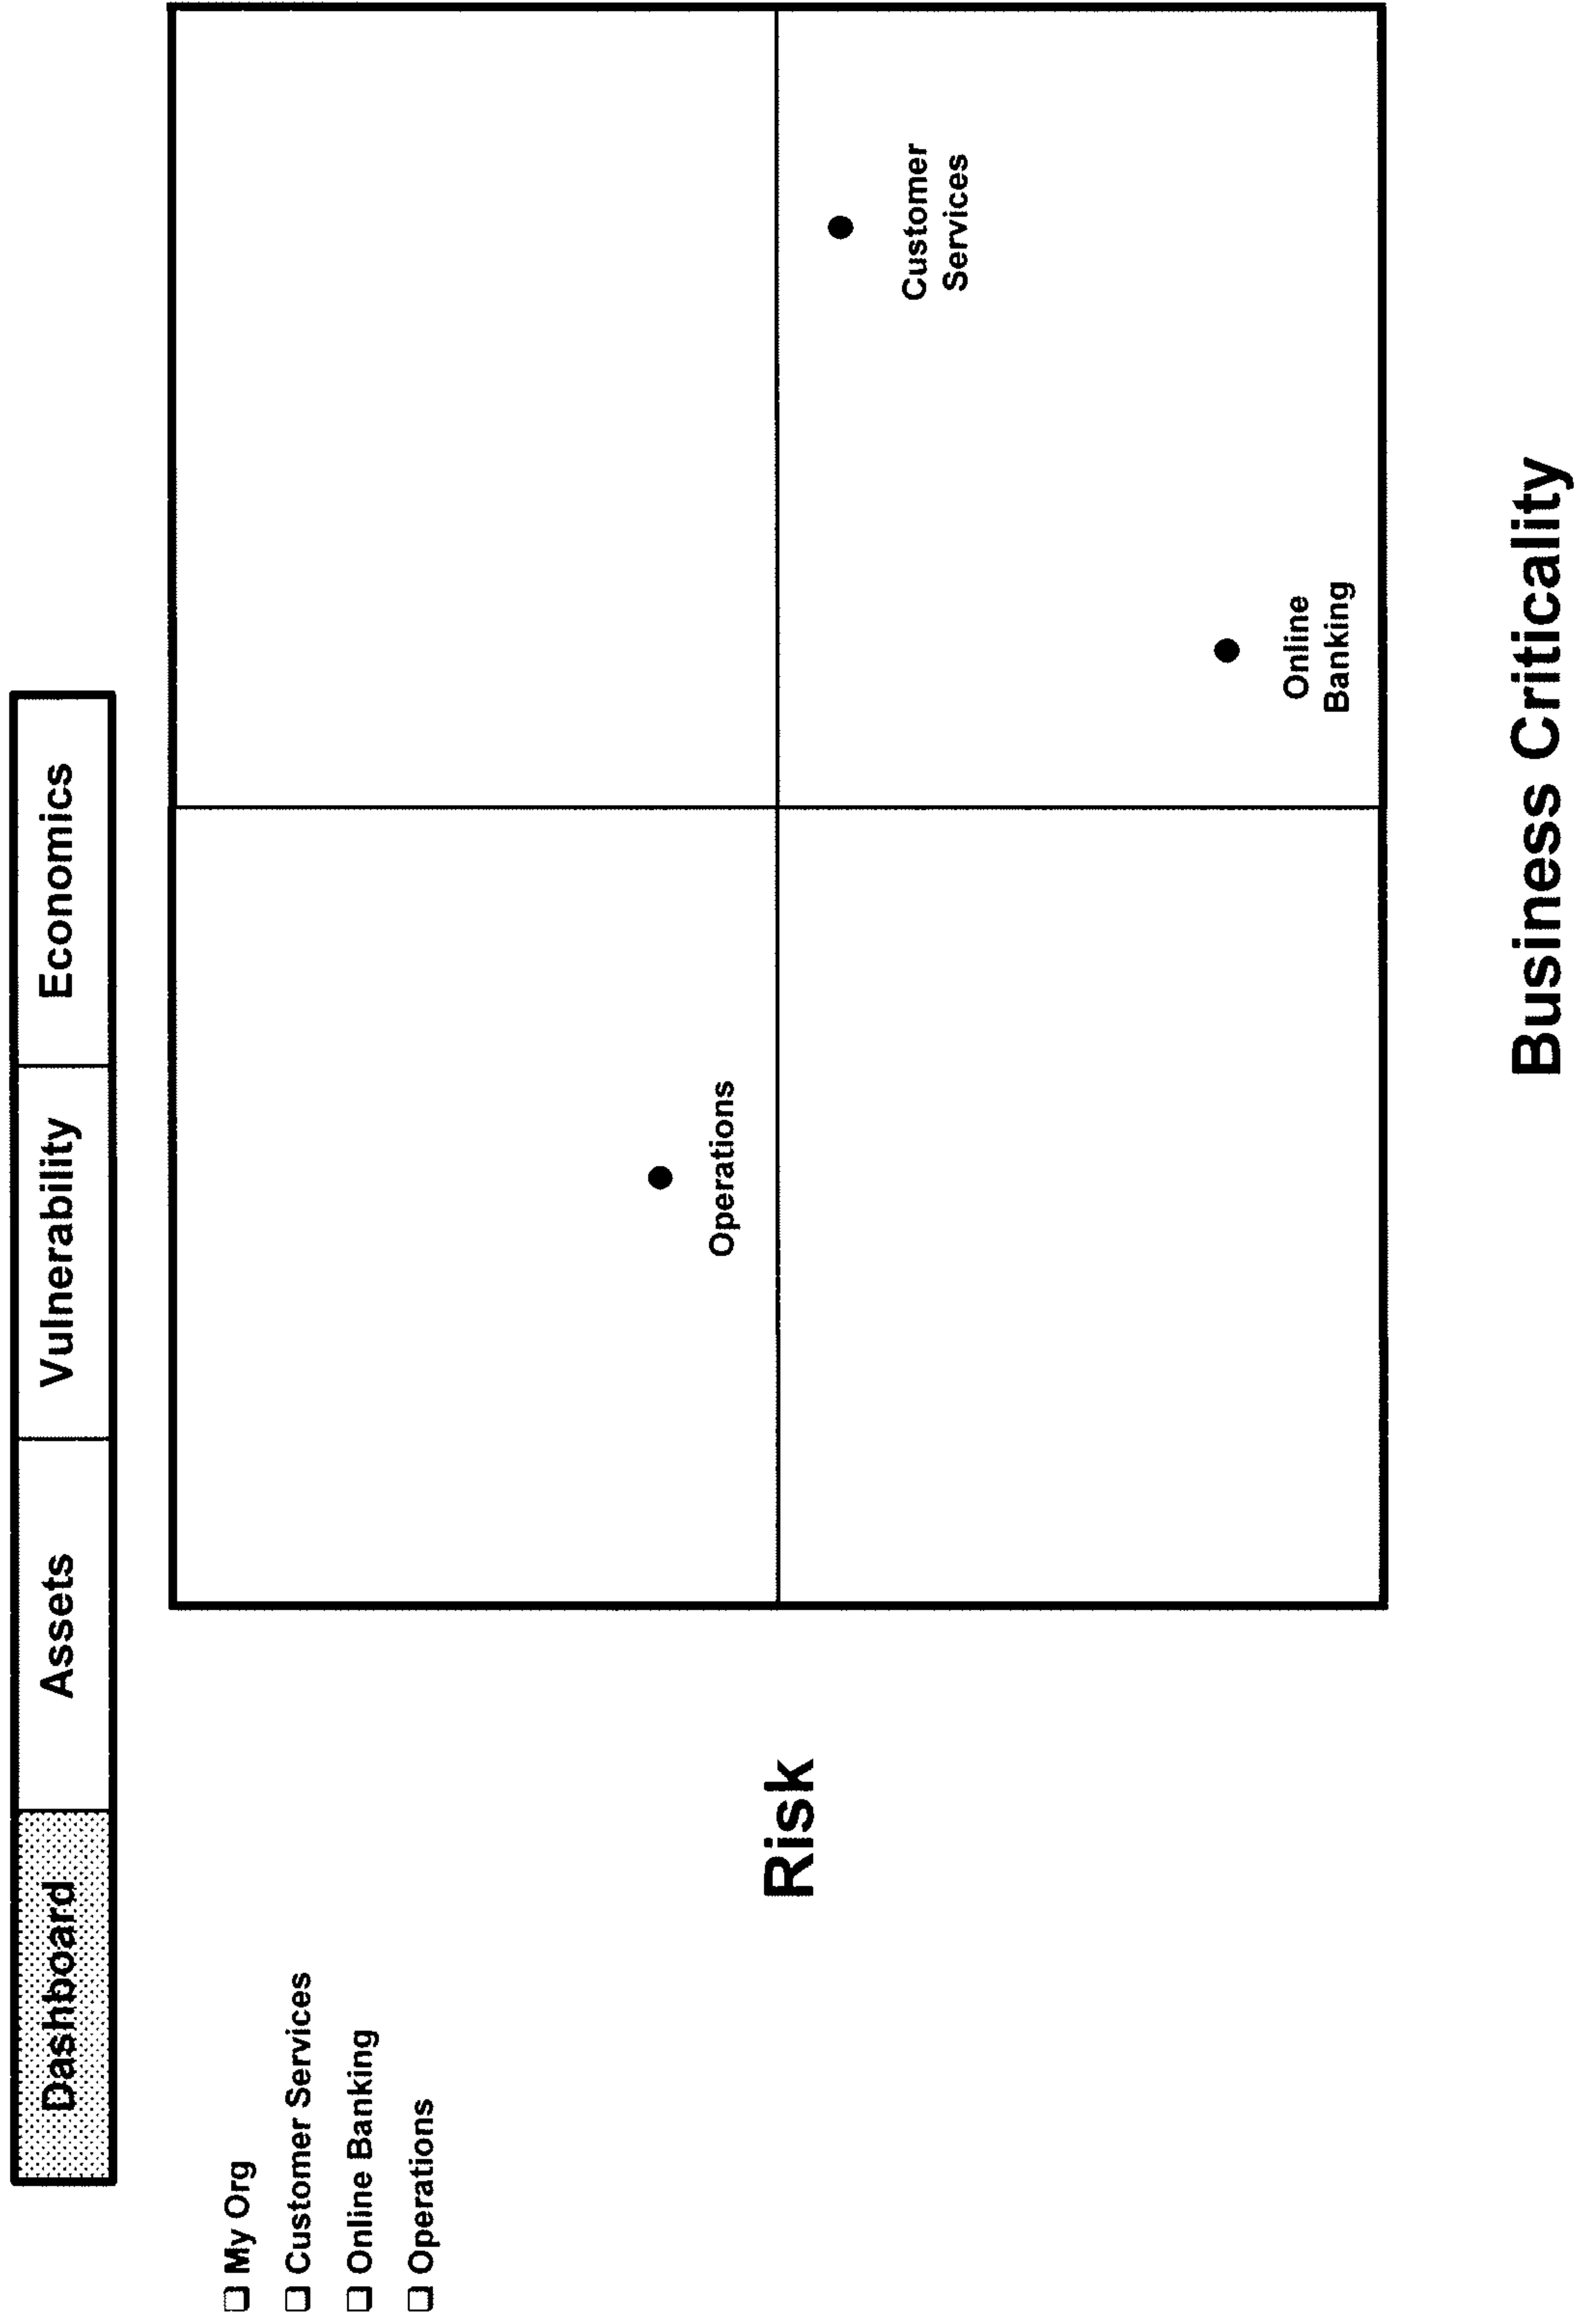 Dashboard
Assets
Vulnerability
Economics
My Org
Customer Services
Online Banking
Operations
Risk
Operations
Customer
Services
Online
Banking
Business Criticality